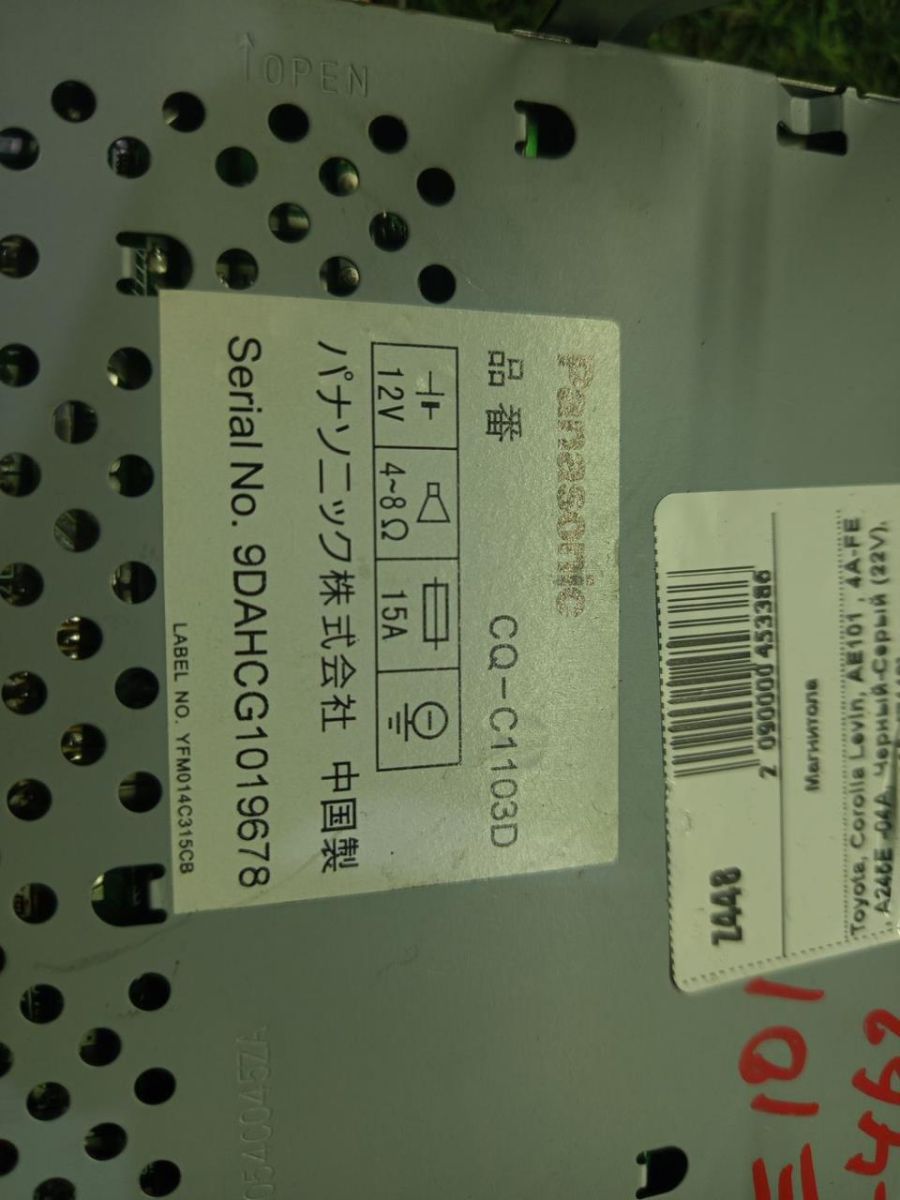 OPEN
Panasonic
品番 CQ-C1103D
12V 4~8Ω 15A
パナソニック株式会社 中国製
Serial No. 9DAHCG1019678
LABEL NO. YFM014C315CB
2 090000 453386
2448
Магнитола
Toyota, Corolla Levin, AE101, 4A-FE
, A246E -04A, Черный-Серый (22V),
101